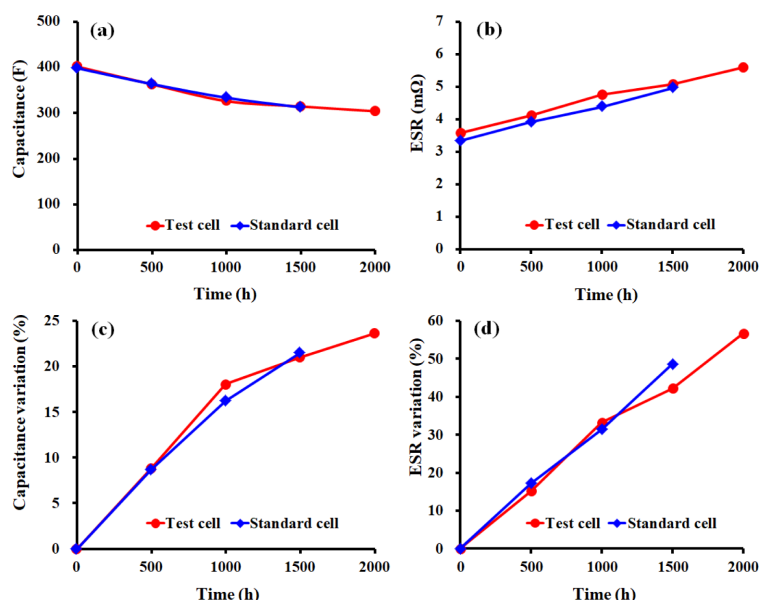 (a)
Capacitance (F)
500
400
300
200
100
0
Test cell
Standard cell
0 500 1000 1500 2000
Time (h)
(b)
ESR (mΩ)
7
6
5
4
3
2
1
0
Test cell
Standard cell
0 500 1000 1500 2000
Time (h)
(c)
Capacitance variation (%)
25
20
15
10
5
0
Test cell
Standard cell
0 500 1000 1500 2000
Time (h)
(d)
ESR variation (%)
60
50
40
30
20
10
0
Test cell
Standard cell
0 500 1000 1500 2000
Time (h)